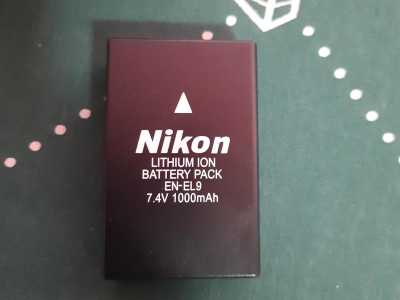 Nikon
LITHIUM ION
BATTERY PACK
EN-EL9
7.4V 1000mAh